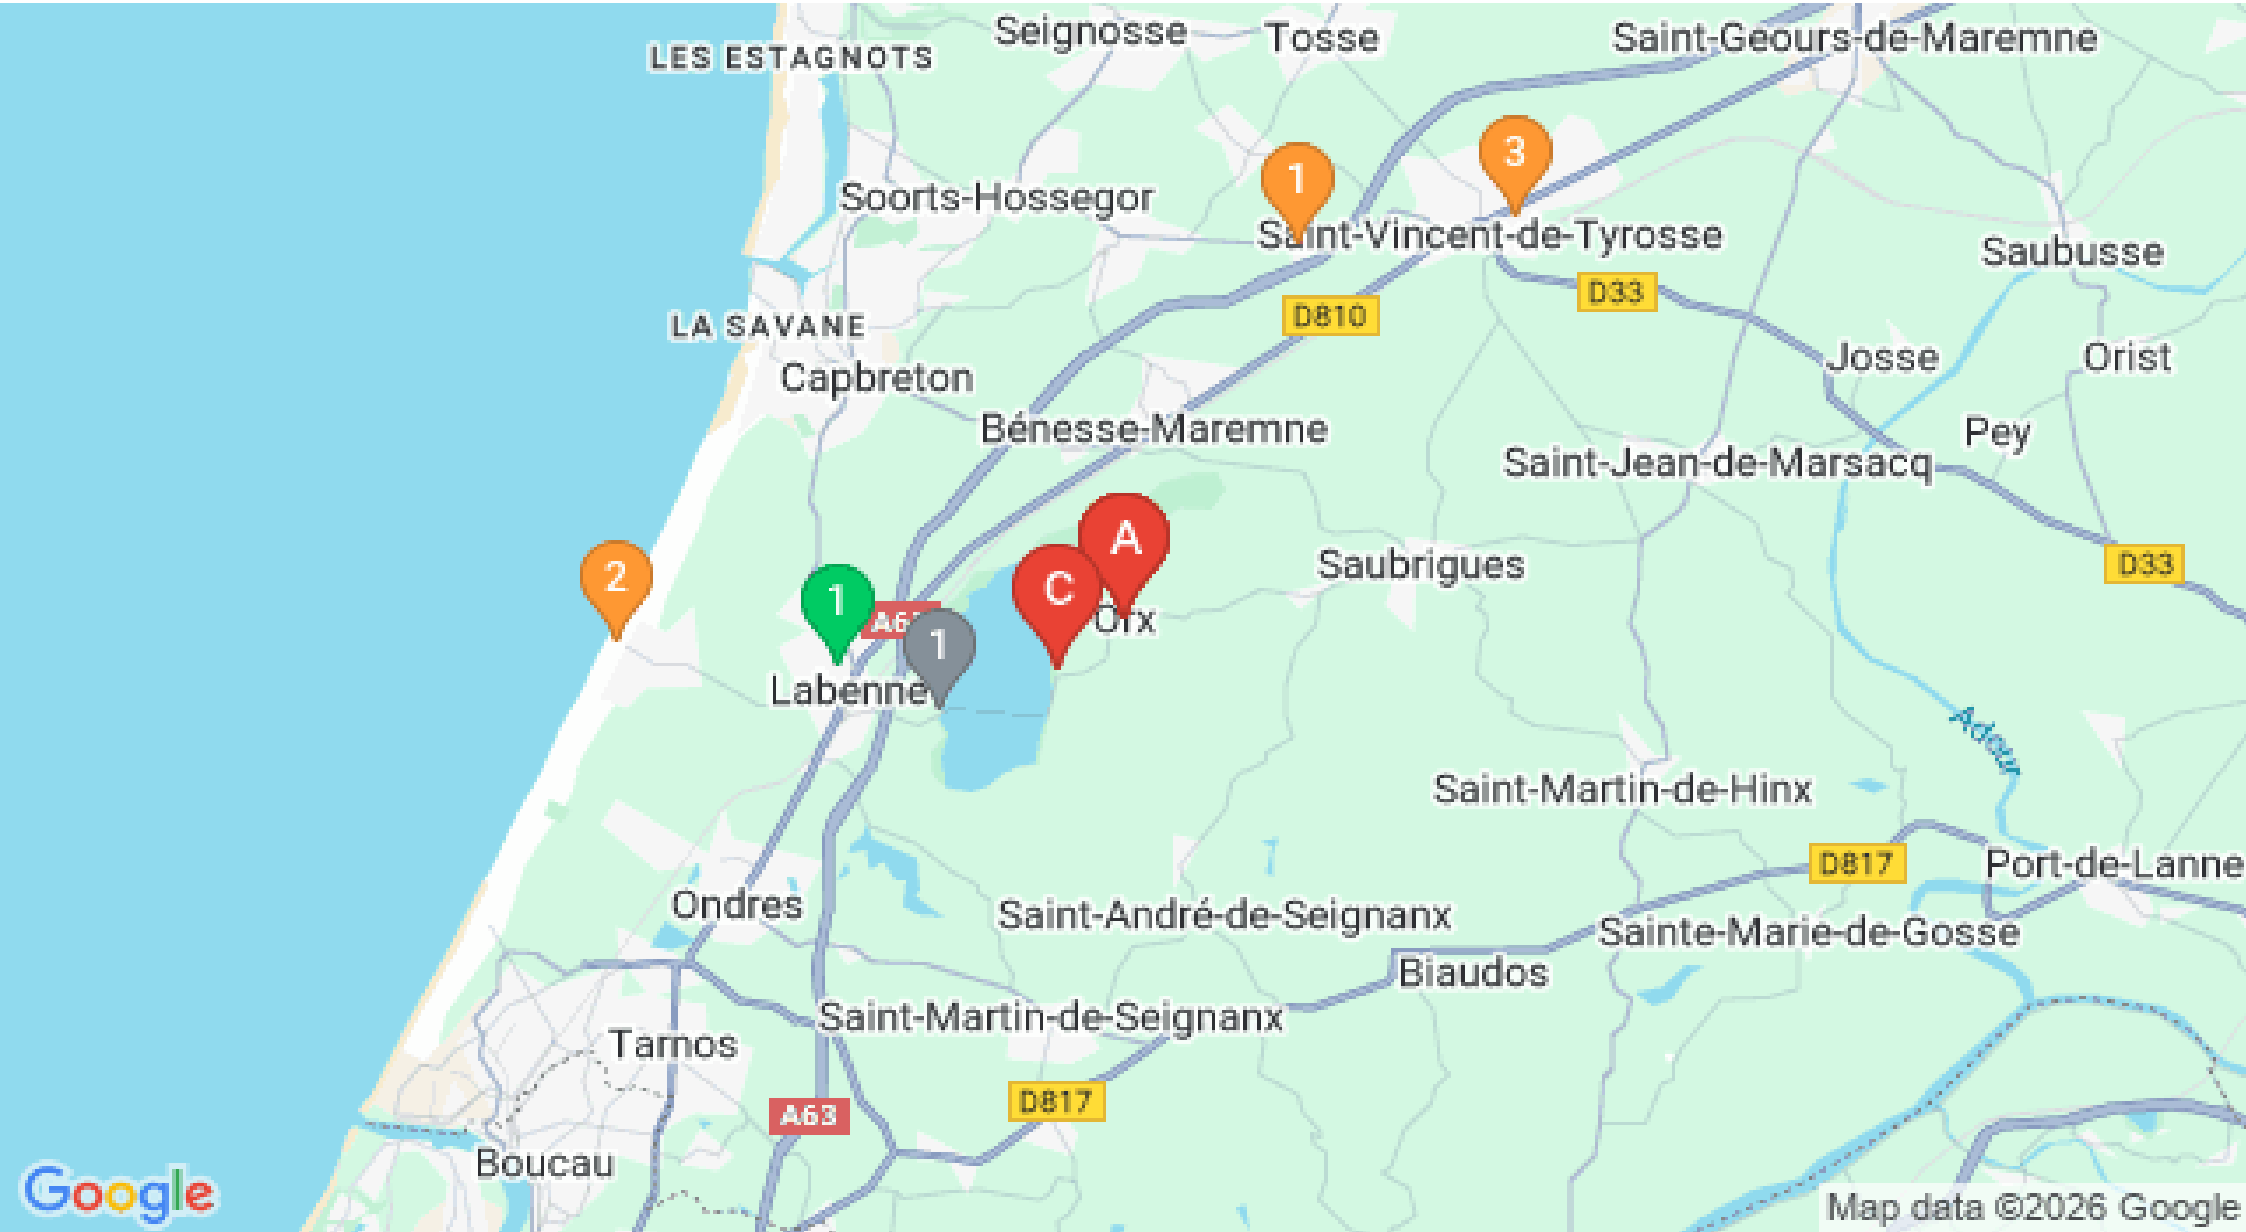 Seignosse
Tosse
Saint-Geours-de-Maremne
LES ESTAGNOTS
1
3
Soorts-Hossegor
Saint-Vincent-de-Tyrosse
Saubusse
D33
D810
LA SAVANE
Capbreton
Josse
Orist
Bénesse-Maremne
Pey
Saint-Jean-de-Marsacq
A
2
C
1
Saubrigues
D33
A63
Orx
1
Labenne
Adour
Saint-Martin-de-Hinx
D817
Port-de-Lanne
Ondres
Saint-André-de-Seignanx
Sainte-Marie-de-Gosse
Biaudos
Saint-Martin-de-Seignanx
Tarnos
D817
A63
Boucau
Google
Map data ©2026 Google